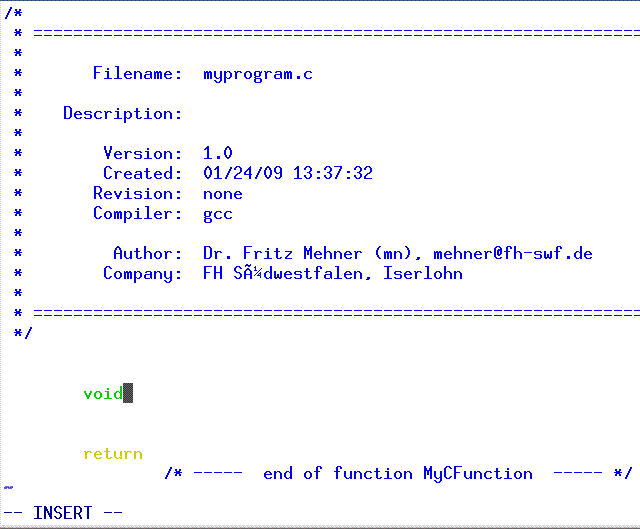 /*
 * =============================================================
 *
 *       Filename:  myprogram.c
 *
 *    Description:
 *
 *        Version:  1.0
 *        Created:  01/24/09 13:37:32
 *       Revision:  none
 *       Compiler:  gcc
 *
 *         Author:  Dr. Fritz Mehner (mn), mehner@fh-swf.de
 *        Company:  FH SÃ¼dwestfalen, Iserlohn
 *
 * =============================================================
 */
void
return
/* -----  end of function MyCFunction  ----- */
~
-- INSERT --